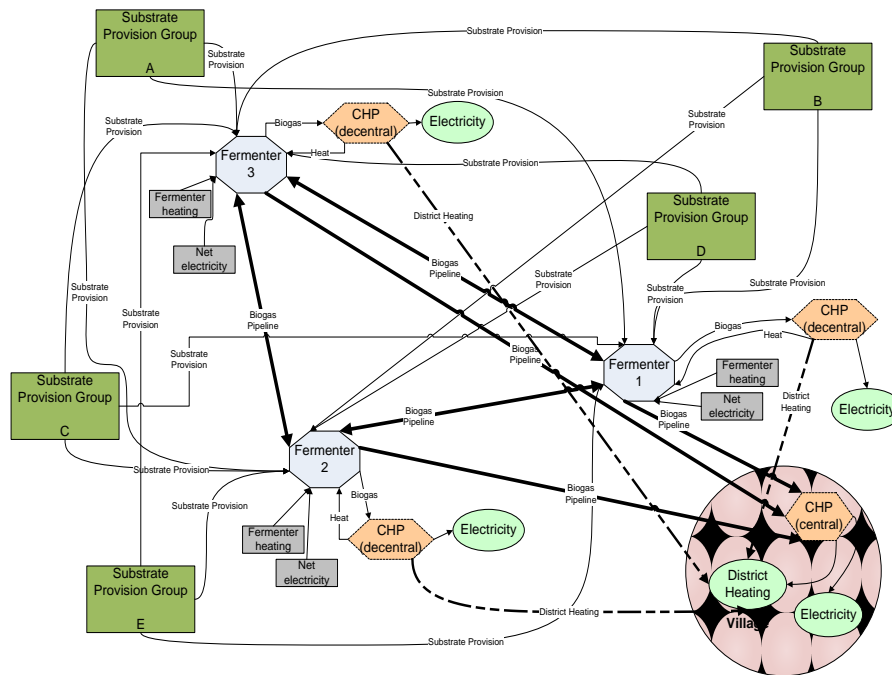 Substrate
Provision Group
A
Substrate
Provision
Substrate
Provision
Substrate
Provision Group
B
Substrate Provision
Substrate
Provision
Substrate
Provision
Biogas
CHP
(decentral)
Electricity
Heat
Fermenter
3
Substrate Provision
Fermenter
heating
Net
electricity
District Heating
Substrate
Provision Group
D
Biogas
Pipeline
Substrate
Provision
Substrate
Provision
Substrate Provision
Substrate
Provision
Substrate
Provision
Biogas
Pipeline
Biogas
CHP
(decentral)
Heat
Biogas
Pipeline
Substrate
Provision
Fermenter
1
Fermenter
heating
Net
electricity
District
Heating
Electricity
Substrate
Provision Group
C
Biogas
Pipeline
Biogas
Pipeline
Fermenter
2
Substrate Provision
Biogas
Biogas
Pipeline
Fermenter
heating
Heat
Net
electricity
CHP
(decentral)
Electricity
CHP
(central)
District
Heating
Electricity
Village
Substrate
Provision Group
E
District Heating
Substrate Provision